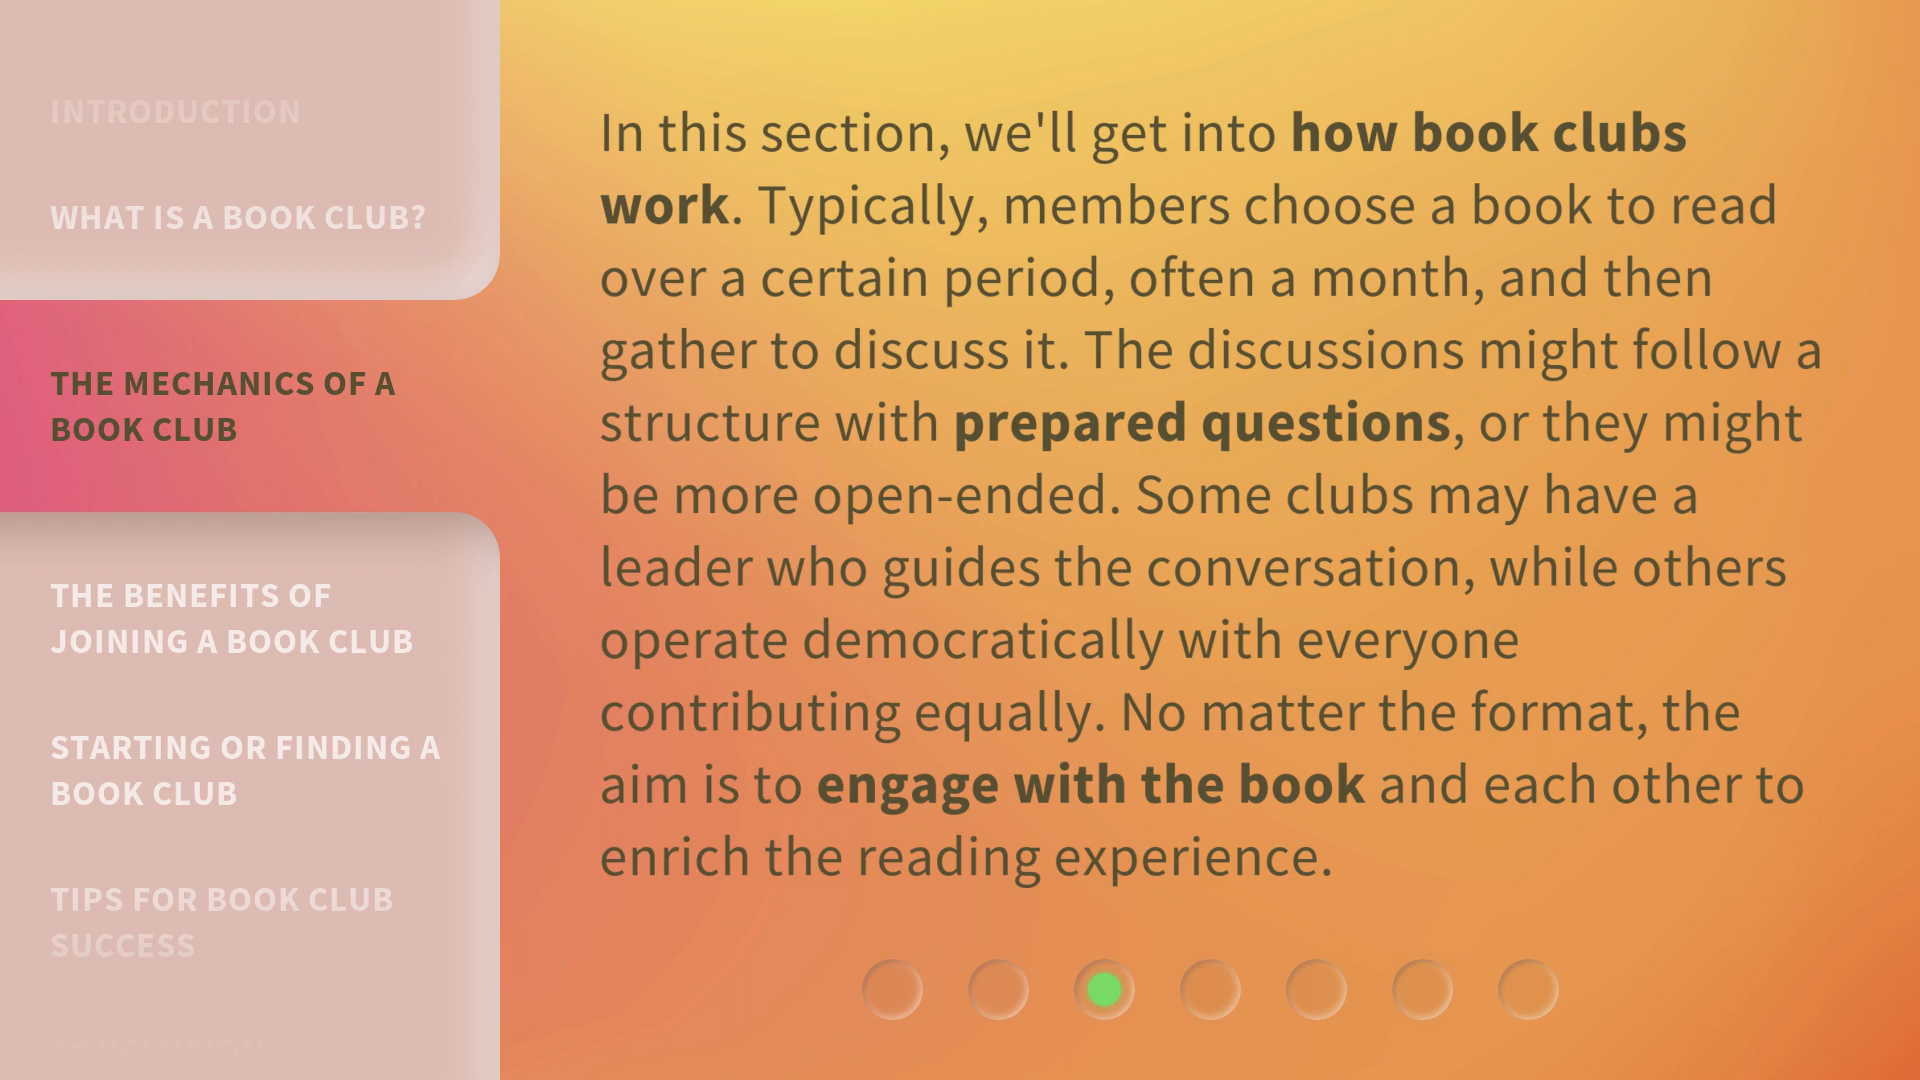 INTRODUCTION
WHAT IS A BOOK CLUB?
THE MECHANICS OF A
BOOK CLUB
THE BENEFITS OF
JOINING A BOOK CLUB
STARTING OR FINDING A
BOOK CLUB
TIPS FOR BOOK CLUB
SUCCESS
CONCLUSION
In this section, we'll get into how book clubs
work. Typically, members choose a book to read
over a certain period, often a month, and then
gather to discuss it. The discussions might follow a
structure with prepared questions, or they might
be more open-ended. Some clubs may have a
leader who guides the conversation, while others
operate democratically with everyone
contributing equally. No matter the format, the
aim is to engage with the book and each other to
enrich the reading experience.